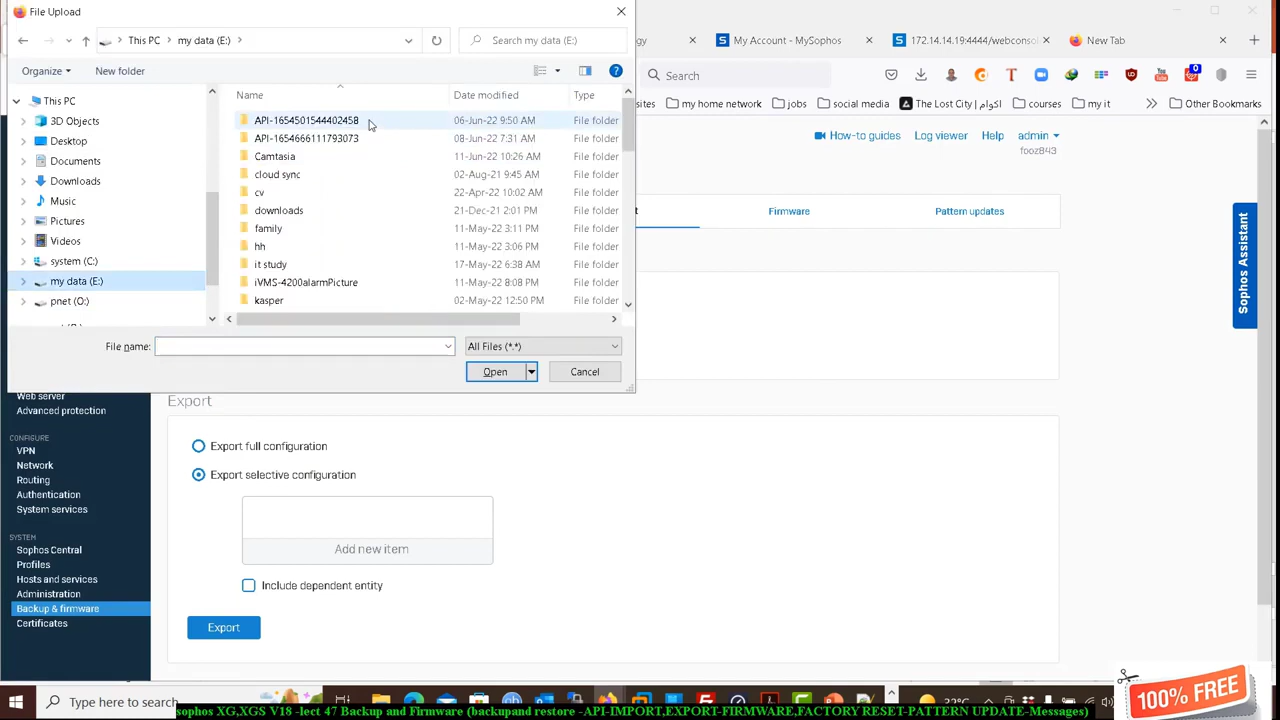 File Upload
This PC > my data (E:) >
Search my data (E:)
Organize
New folder
This PC
3D Objects
Desktop
Documents
Downloads
Music
Pictures
Videos
system (C:)
my data (E:)
pnet (O:)
Name
Date modified
Type
API-1654501544402458 06-Jun-22 9:50 AM File folder
API-16546666111793073 08-Jun-22 7:31 AM File folder
Camtasia 11-Jun-22 10:26 AM File folder
cloud sync 02-Aug-21 9:45 AM File folder
cv 22-Apr-22 10:02 AM File folder
downloads 21-Dec-21 2:01 PM File folder
family 11-May-22 3:11 PM File folder
hh 11-May-22 3:06 PM File folder
it study 17-May-22 6:38 AM File folder
iVMS-4200alarmPicture 11-May-22 8:08 PM File folder
kasper 02-May-22 12:50 PM File folder
File name:
All Files (*.*)
Open
Cancel
My Account - MySophos
172.14.14.19:4444/webconsol
New Tab
Search
0
my home network
jobs
social media
The Lost City | اكوام
courses
my it
Other Bookmarks
How-to guides
Log viewer
Help
admin
fooz843
Firmware
Pattern updates
Sophos Assistant
Export
Export full configuration
Export selective configuration
Add new item
Include dependent entity
Export
Web server
Advanced protection
CONFIGURE
VPN
Network
Routing
Authentication
System services
SYSTEM
Sophos Central
Profiles
Hosts and services
Administration
Backup & firmware
Certificates
Type here to search
sophos XG,XGS V18 -lect 47 Backup and Firmware (backupand restore -API-IMPORT,EXPORT-FIRMWARE,FACTORY RESET-PATTERN UPDATE-Messages)
100% FREE